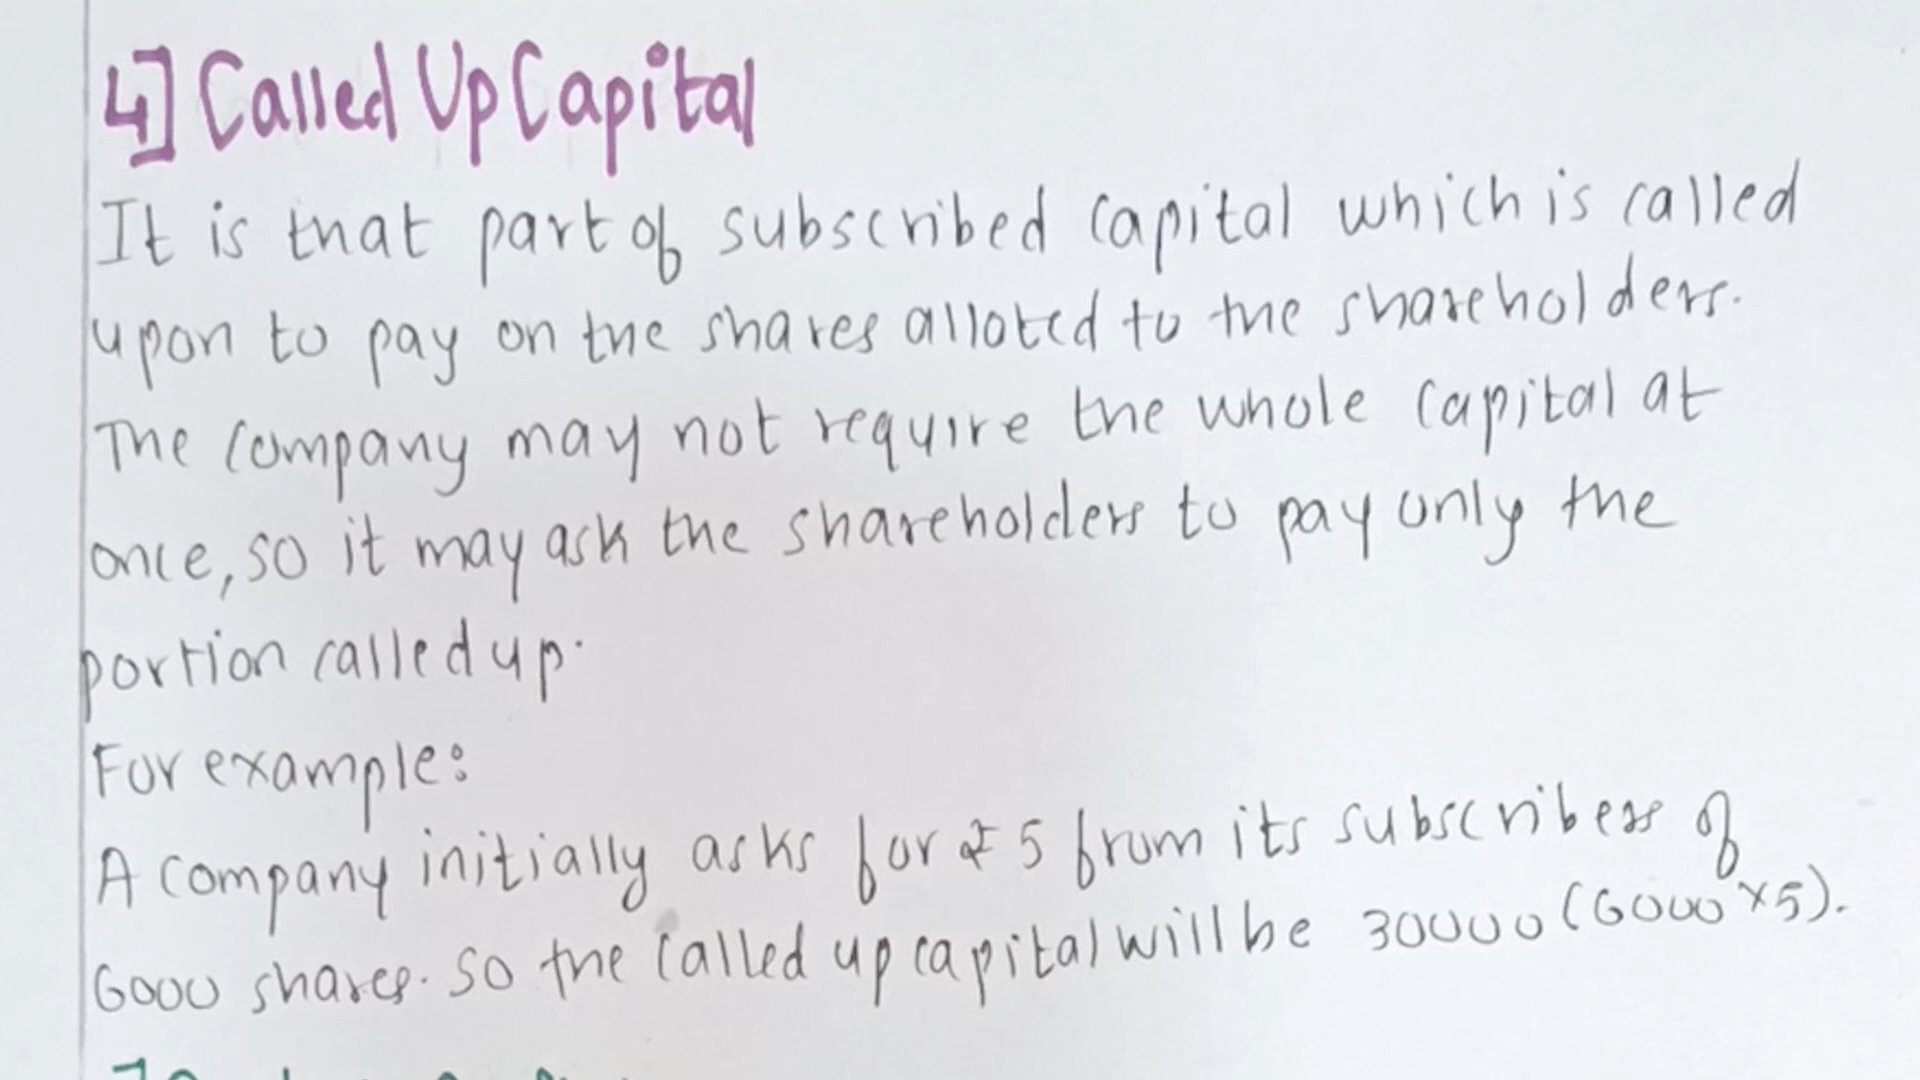 4] Called Up Capital
It is that part of subscribed capital which is called
upon to pay on the shares alloted to the shareholders.
The company may not require the whole capital at
once, so it may ask the shareholders to pay only the
portion called up.
For example:
A company initially asks for ₹5 from its subscribers of
6000 shares. So the called up capital will be 30000 (6000 × 5).